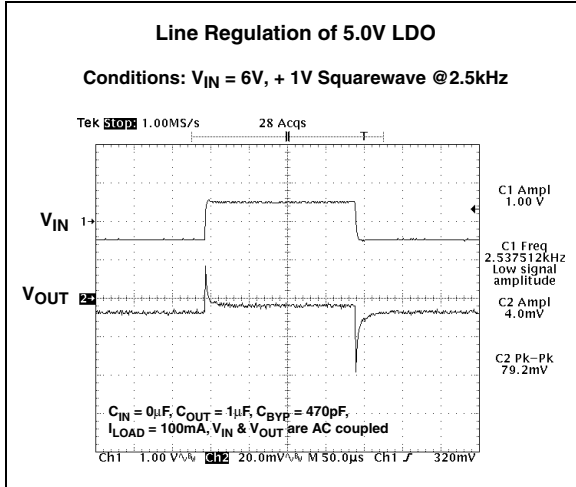 Line Regulation of 5.0V LDO
Conditions: VIN = 6V, + 1V Squarewave @2.5kHz
Tek Stop: 1.00MS/s 28 Acqs
T
C1 Ampl
1.00 V
VIN 1→
C1 Freq
2.537512kHz
Low signal
amplitude
VOUT 2→
C2 Ampl
4.0mV
C2 Pk-Pk
79.2mV
CIN = 0μF, COUT = 1μF, CBYP = 470pF,
ILOAD = 100mA, VIN & VOUT are AC coupled
Ch1 1.00 V Ch2 20.0mV M 50.0μs Ch1 320mV